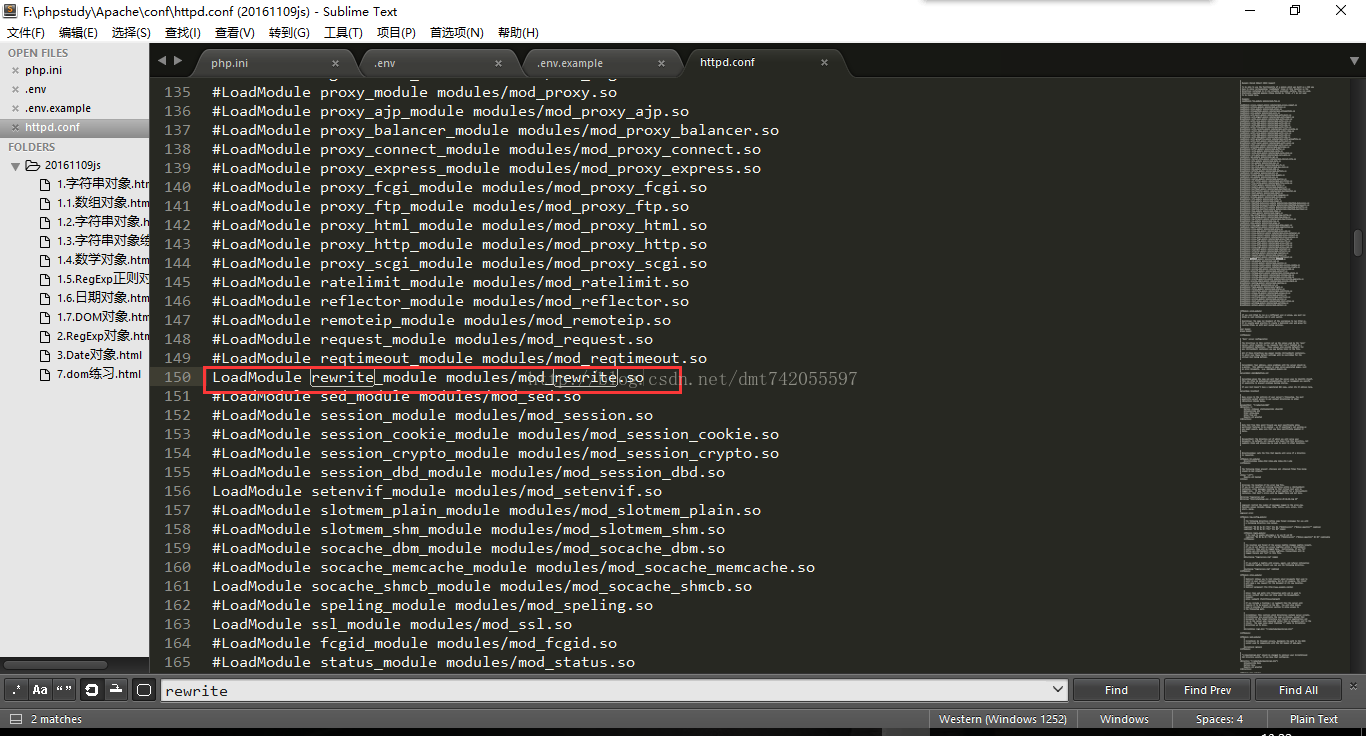 F:\phpstudy\Apache\conf\httpd.conf (20161109js) - Sublime Text
文件(F) 编辑(E) 选择(S) 查找(I) 查看(V) 转到(G) 工具(T) 项目(P) 首选项(N) 帮助(H)
OPEN FILES
php.ini
.env
.env.example
httpd.conf
FOLDERS
20161109js
1.字符串对象.htm
1.1.数组对象.htm
1.2.字符串对象.h
1.3.字符串对象练
1.4.数学对象.htm
1.5.RegExp正则对
1.6.日期对象.htm
1.7.DOM对象.htm
2.RegExp对象.htm
3.Date对象.html
7.dom练习.html
php.ini .env .env.example httpd.conf
135 #LoadModule proxy_module modules/mod_proxy.so
136 #LoadModule proxy_ajp_module modules/mod_proxy_ajp.so
137 #LoadModule proxy_balancer_module modules/mod_proxy_balancer.so
138 #LoadModule proxy_connect_module modules/mod_proxy_connect.so
139 #LoadModule proxy_express_module modules/mod_proxy_express.so
140 #LoadModule proxy_fcgi_module modules/mod_proxy_fcgi.so
141 #LoadModule proxy_ftp_module modules/mod_proxy_ftp.so
142 #LoadModule proxy_html_module modules/mod_proxy_html.so
143 #LoadModule proxy_http_module modules/mod_proxy_http.so
144 #LoadModule proxy_scgi_module modules/mod_proxy_scgi.so
145 #LoadModule ratelimit_module modules/mod_ratelimit.so
146 #LoadModule reflector_module modules/mod_reflector.so
147 #LoadModule remoteip_module modules/mod_remoteip.so
148 #LoadModule request_module modules/mod_request.so
149 #LoadModule reqtimeout_module modules/mod_reqtimeout.so
150 LoadModule rewrite_module modules/mod_rewrite.so
http://blog.csdn.net/dmt742055597
151 #LoadModule sed_module modules/mod_sed.so
152 #LoadModule session_module modules/mod_session.so
153 #LoadModule session_cookie_module modules/mod_session_cookie.so
154 #LoadModule session_crypto_module modules/mod_session_crypto.so
155 #LoadModule session_dbd_module modules/mod_session_dbd.so
156 LoadModule setenvif_module modules/mod_setenvif.so
157 #LoadModule slotmem_plain_module modules/mod_slotmem_plain.so
158 #LoadModule slotmem_shm_module modules/mod_slotmem_shm.so
159 #LoadModule socache_dbm_module modules/mod_socache_dbm.so
160 #LoadModule socache_memcache_module modules/mod_socache_memcache.so
161 LoadModule socache_shmcb_module modules/mod_socache_shmcb.so
162 #LoadModule speling_module modules/mod_speling.so
163 LoadModule ssl_module modules/mod_ssl.so
164 #LoadModule fcgid_module modules/mod_fcgid.so
165 #LoadModule status_module modules/mod_status.so
.* Aa “” rewrite Find Find Prev Find All
2 matches Western (Windows 1252) Windows Spaces: 4 Plain Text